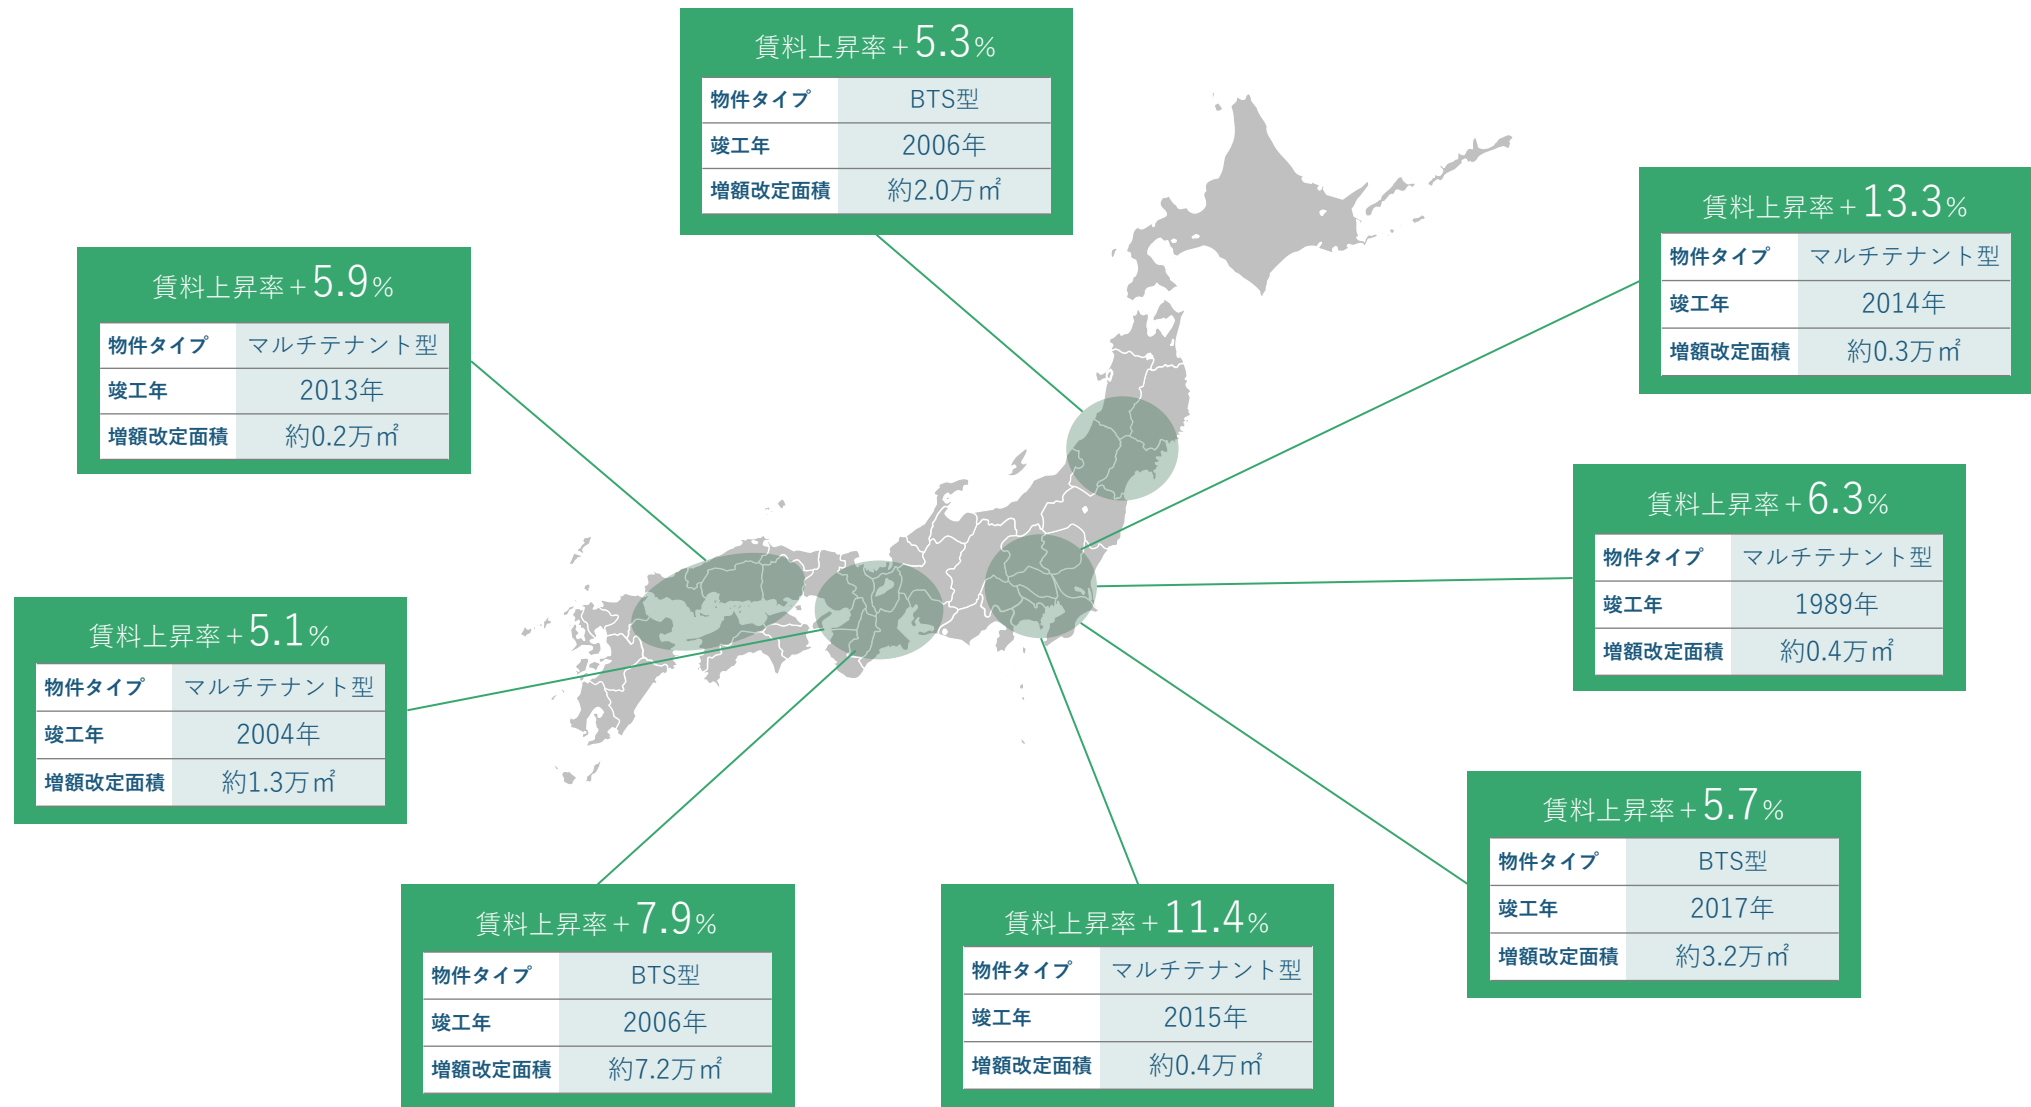 賃料上昇率+5.3%
物件タイプ BTS型
竣工年 2006年
増額改定面積 約2.0万㎡
賃料上昇率+13.3%
物件タイプ マルチテナント型
竣工年 2014年
増額改定面積 約0.3万㎡
賃料上昇率+5.9%
物件タイプ マルチテナント型
竣工年 2013年
増額改定面積 約0.2万㎡
賃料上昇率+6.3%
物件タイプ マルチテナント型
竣工年 1989年
増額改定面積 約0.4万㎡
賃料上昇率+5.1%
物件タイプ マルチテナント型
竣工年 2004年
増額改定面積 約1.3万㎡
賃料上昇率+5.7%
物件タイプ BTS型
竣工年 2017年
増額改定面積 約3.2万㎡
賃料上昇率+7.9%
物件タイプ BTS型
竣工年 2006年
増額改定面積 約7.2万㎡
賃料上昇率+11.4%
物件タイプ マルチテナント型
竣工年 2015年
増額改定面積 約0.4万㎡